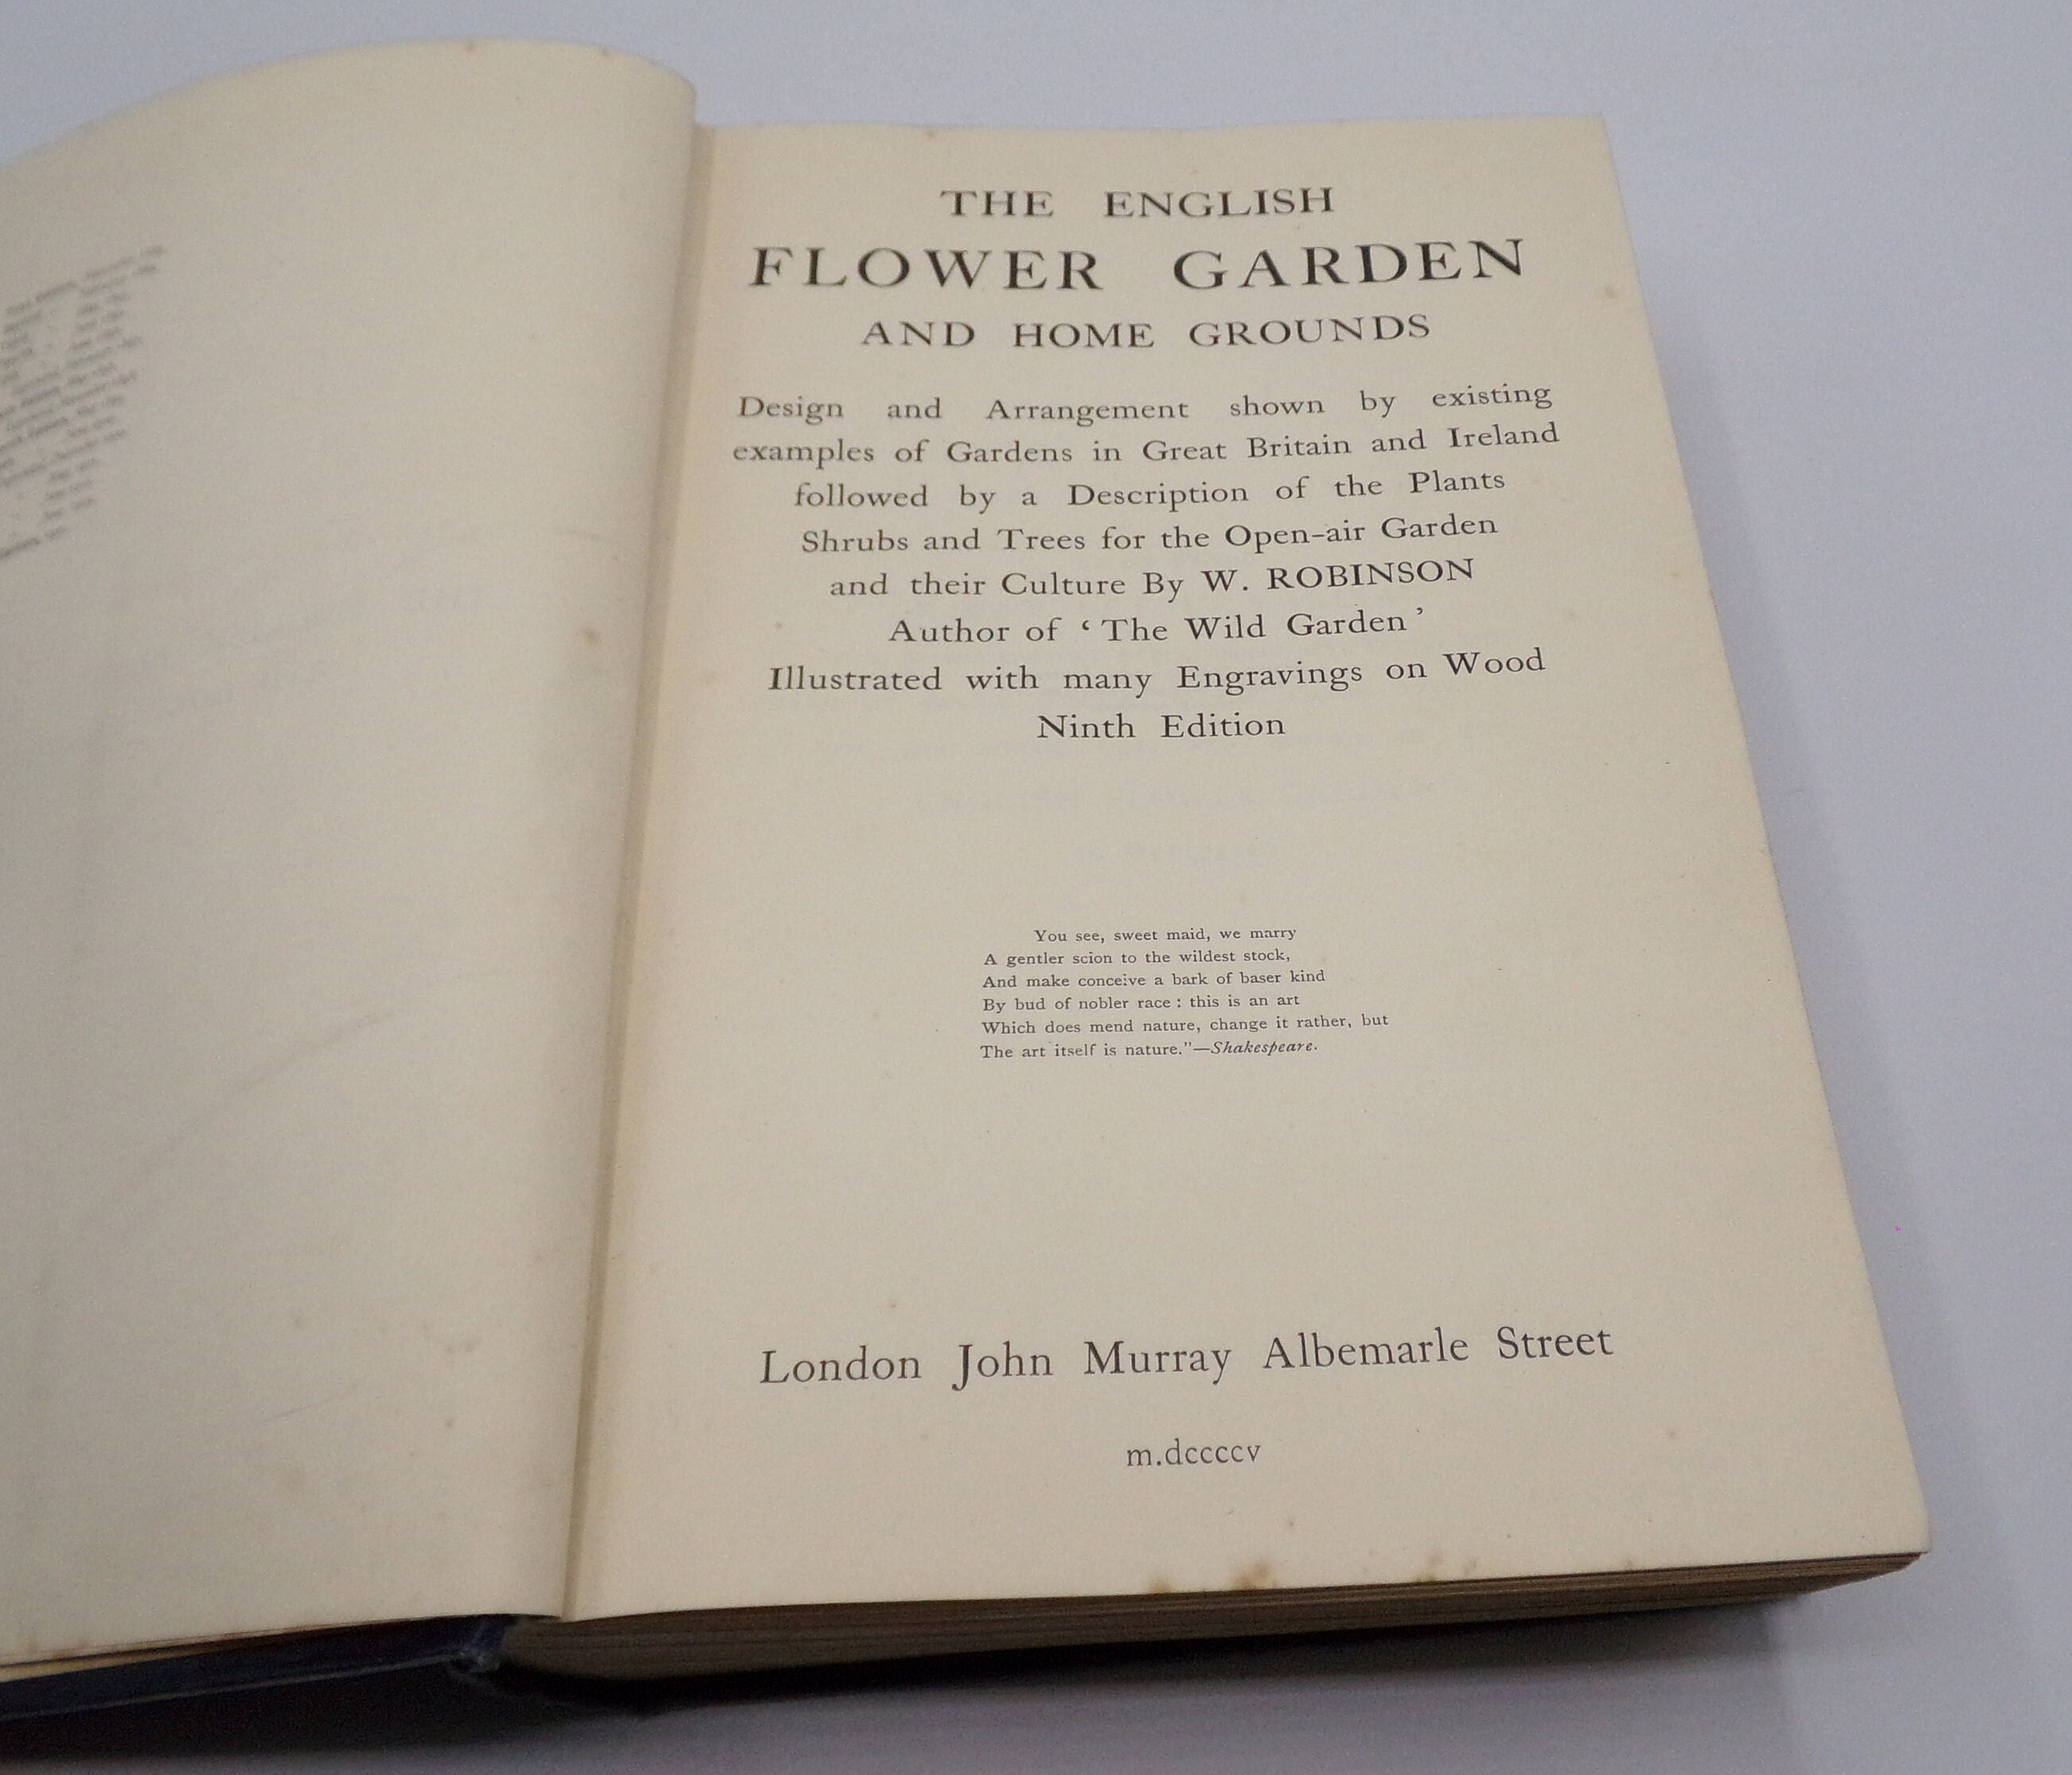 THE ENGLISH
FLOWER GARDEN
AND HOME GROUNDS
Design and Arrangement shown by existing
examples of Gardens in Great Britain and Ireland
followed by a Description of the Plants
Shrubs and Trees for the Open-air Garden
and their Culture By W. ROBINSON
Author of ‘The Wild Garden’
Illustrated with many Engravings on Wood
Ninth Edition
You see, sweet maid, we marry
A gentler scion to the wildest stock,
And make conceive a bark of baser kind
By bud of nobler race : this is an art
Which does mend nature, change it rather, but
The art itself is nature."—Shakespeare.
London John Murray Albemarle Street
m.dccccv